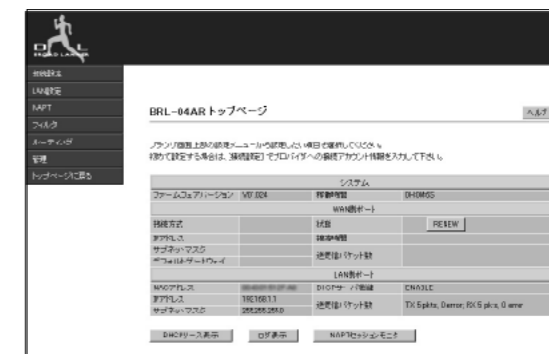 BROAD LANNER
接続設定
LAN設定
NAPT
フィルタ
ルーティング
管理
トップページに戻る
BRL-04AR トップページ
ヘルプ
ブラウザ画面上部の設定メニューから設定したい項目を選択してください。
初めて設定する場合は、[接続設定] でプロバイダへの接続アカウント情報を入力して下さい。
システム
ファームウェアバージョン V0.1.024 稼動時間 0H0M6S
WAN側ポート
接続方式 状態 RENEW
IPアドレス 接続時間
サブネットマスク 送受信パケット数
デフォルトゲートウェイ
LAN側ポート
MACアドレス DHCPサーバ機能 ENABLE
IPアドレス 192.168.1.1 送受信パケット数 TX 5 pkts, 0 error; RX 5 pkts, 0 error
サブネットマスク 255.255.255.0
DHCPリース表示 ログ表示 NAPTセッションモニタ